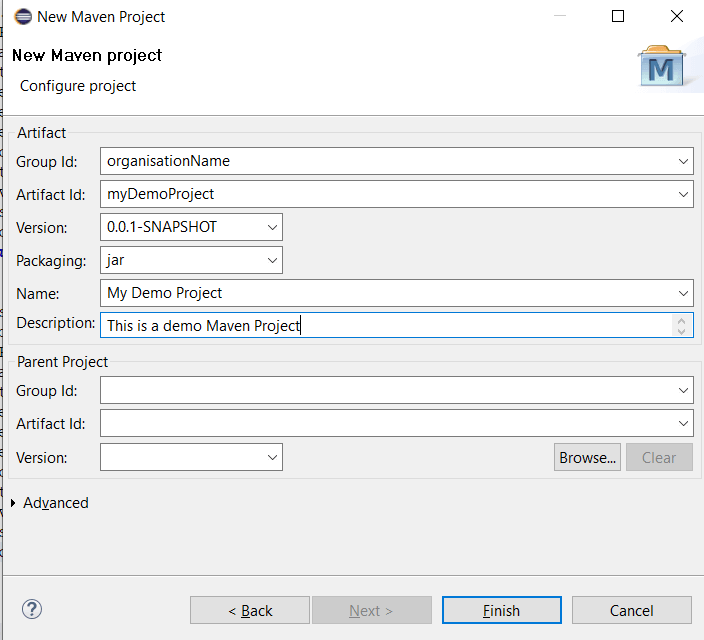 New Maven Project
New Maven project
Configure project
M
Artifact
Group Id: organisationName
Artifact Id: myDemoProject
Version: 0.0.1-SNAPSHOT
Packaging: jar
Name: My Demo Project
Description: This is a demo Maven Project
Parent Project
Group Id:
Artifact Id:
Version: Browse... Clear
Advanced
? < Back Next > Finish Cancel